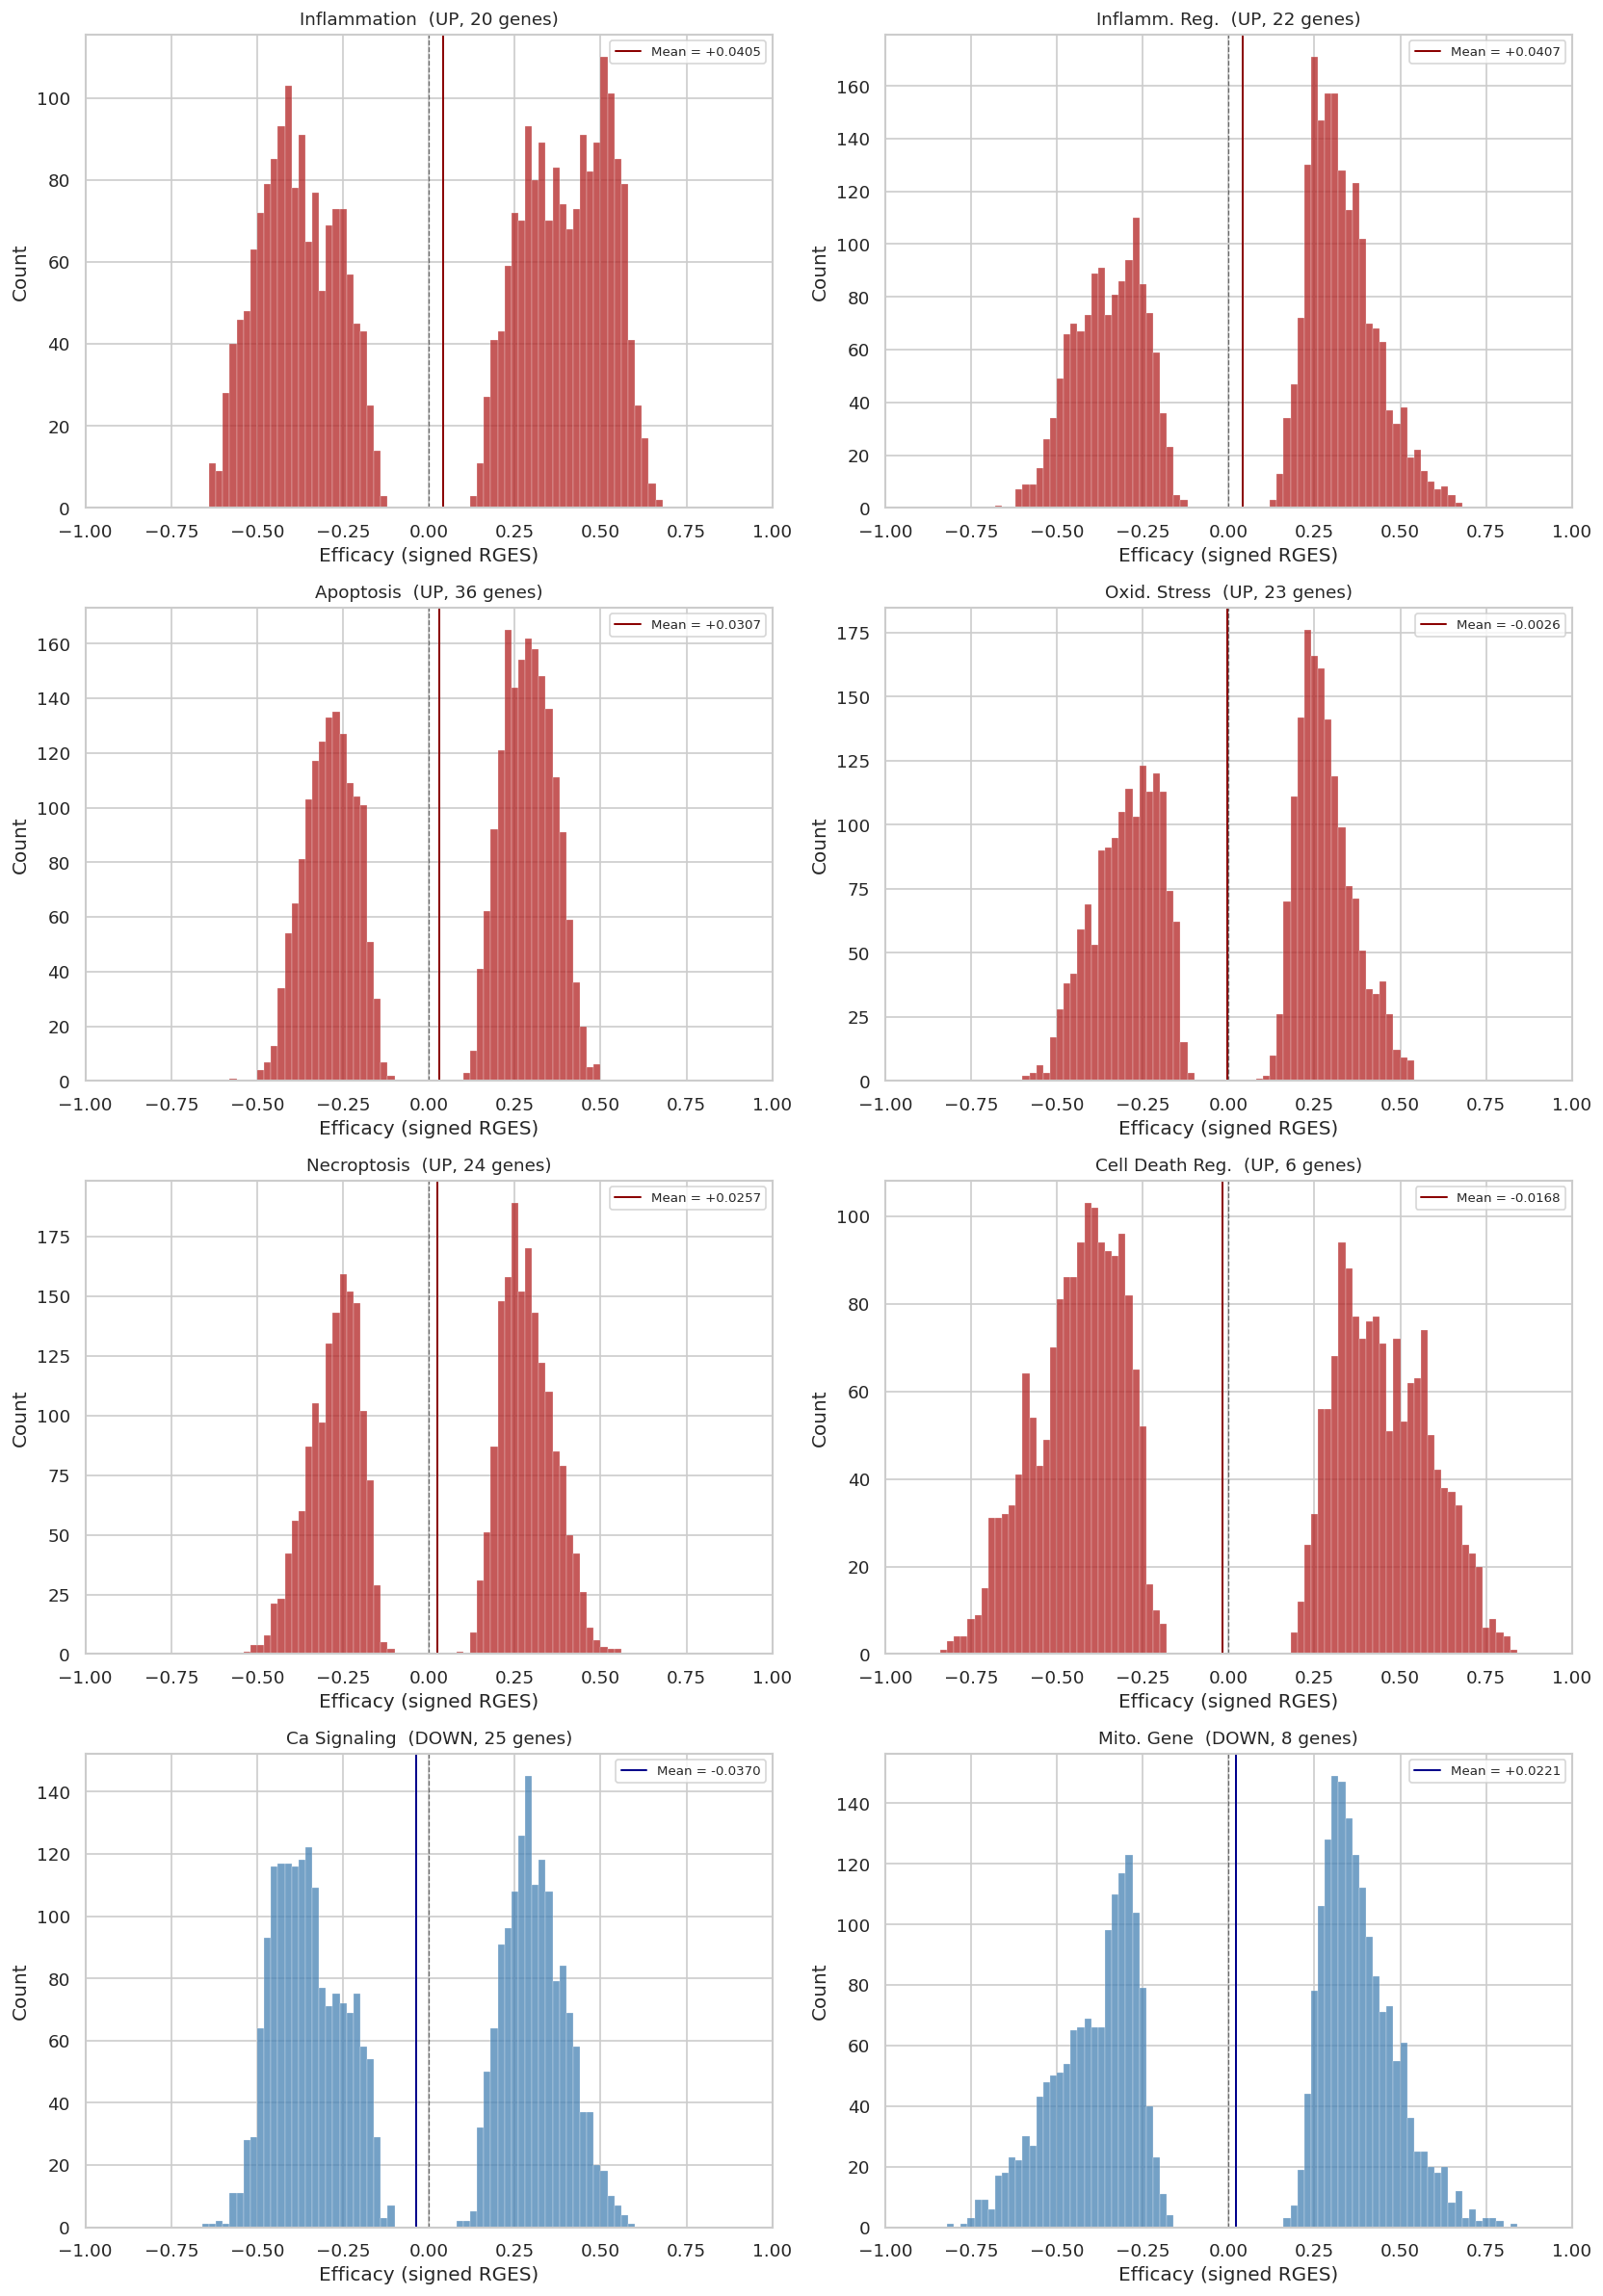 Inflammation (UP, 20 genes)
Mean = +0.0405
Count
0
20
40
60
80
100
−1.00 −0.75 −0.50 −0.25 0.00 0.25 0.50 0.75 1.00
Efficacy (signed RGES)
Inflamm. Reg. (UP, 22 genes)
Mean = +0.0407
Count
0
20
40
60
80
100
120
140
160
−1.00 −0.75 −0.50 −0.25 0.00 0.25 0.50 0.75 1.00
Efficacy (signed RGES)
Apoptosis (UP, 36 genes)
Mean = +0.0307
Count
0
20
40
60
80
100
120
140
160
−1.00 −0.75 −0.50 −0.25 0.00 0.25 0.50 0.75 1.00
Efficacy (signed RGES)
Oxid. Stress (UP, 23 genes)
Mean = -0.0026
Count
0
25
50
75
100
125
150
175
−1.00 −0.75 −0.50 −0.25 0.00 0.25 0.50 0.75 1.00
Efficacy (signed RGES)
Necroptosis (UP, 24 genes)
Mean = +0.0257
Count
0
25
50
75
100
125
150
175
−1.00 −0.75 −0.50 −0.25 0.00 0.25 0.50 0.75 1.00
Efficacy (signed RGES)
Cell Death Reg. (UP, 6 genes)
Mean = -0.0168
Count
0
20
40
60
80
100
−1.00 −0.75 −0.50 −0.25 0.00 0.25 0.50 0.75 1.00
Efficacy (signed RGES)
Ca Signaling (DOWN, 25 genes)
Mean = -0.0370
Count
0
20
40
60
80
100
120
140
−1.00 −0.75 −0.50 −0.25 0.00 0.25 0.50 0.75 1.00
Efficacy (signed RGES)
Mito. Gene (DOWN, 8 genes)
Mean = +0.0221
Count
0
20
40
60
80
100
120
140
−1.00 −0.75 −0.50 −0.25 0.00 0.25 0.50 0.75 1.00
Efficacy (signed RGES)